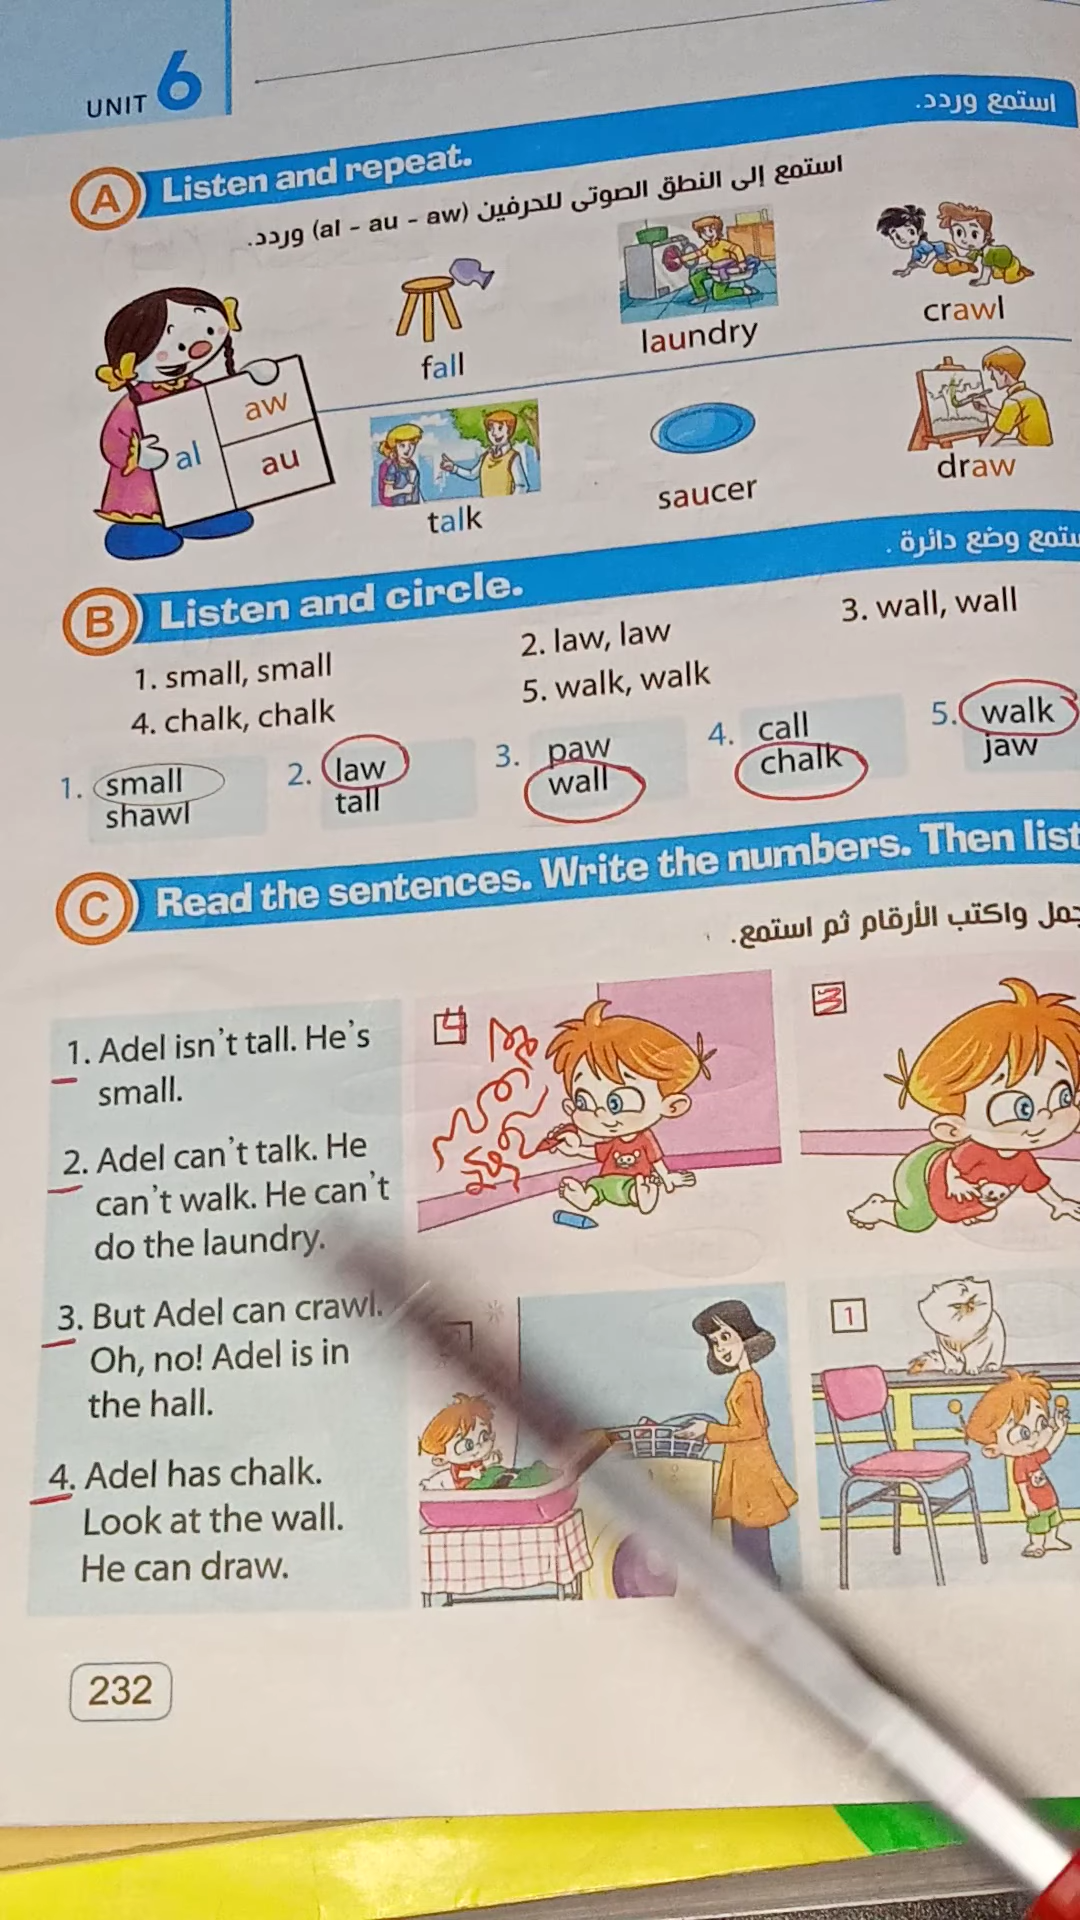 UNIT 6
استمع وردد.
A Listen and repeat.
استمع إلى النطق الصوتى للحرفين (al - au - aw) وردد.
fall
laundry
crawl
al
aw
au
talk
saucer
draw
B Listen and circle.
وضع دائرة .
1. small, small
2. law, law
3. wall, wall
4. chalk, chalk
5. walk, walk
1. small
shawl
2. law
tall
3. paw
wall
4. call
chalk
5. walk
jaw
C Read the sentences. Write the numbers. Then
واكتب الأرقام ثم استمع.
1. Adel isn't tall. He's
small.
2. Adel can't talk. He
can't walk. He can't
do the laundry.
3. But Adel can crawl.
Oh, no! Adel is in
the hall.
4. Adel has chalk.
Look at the wall.
He can draw.
4
3
1
232